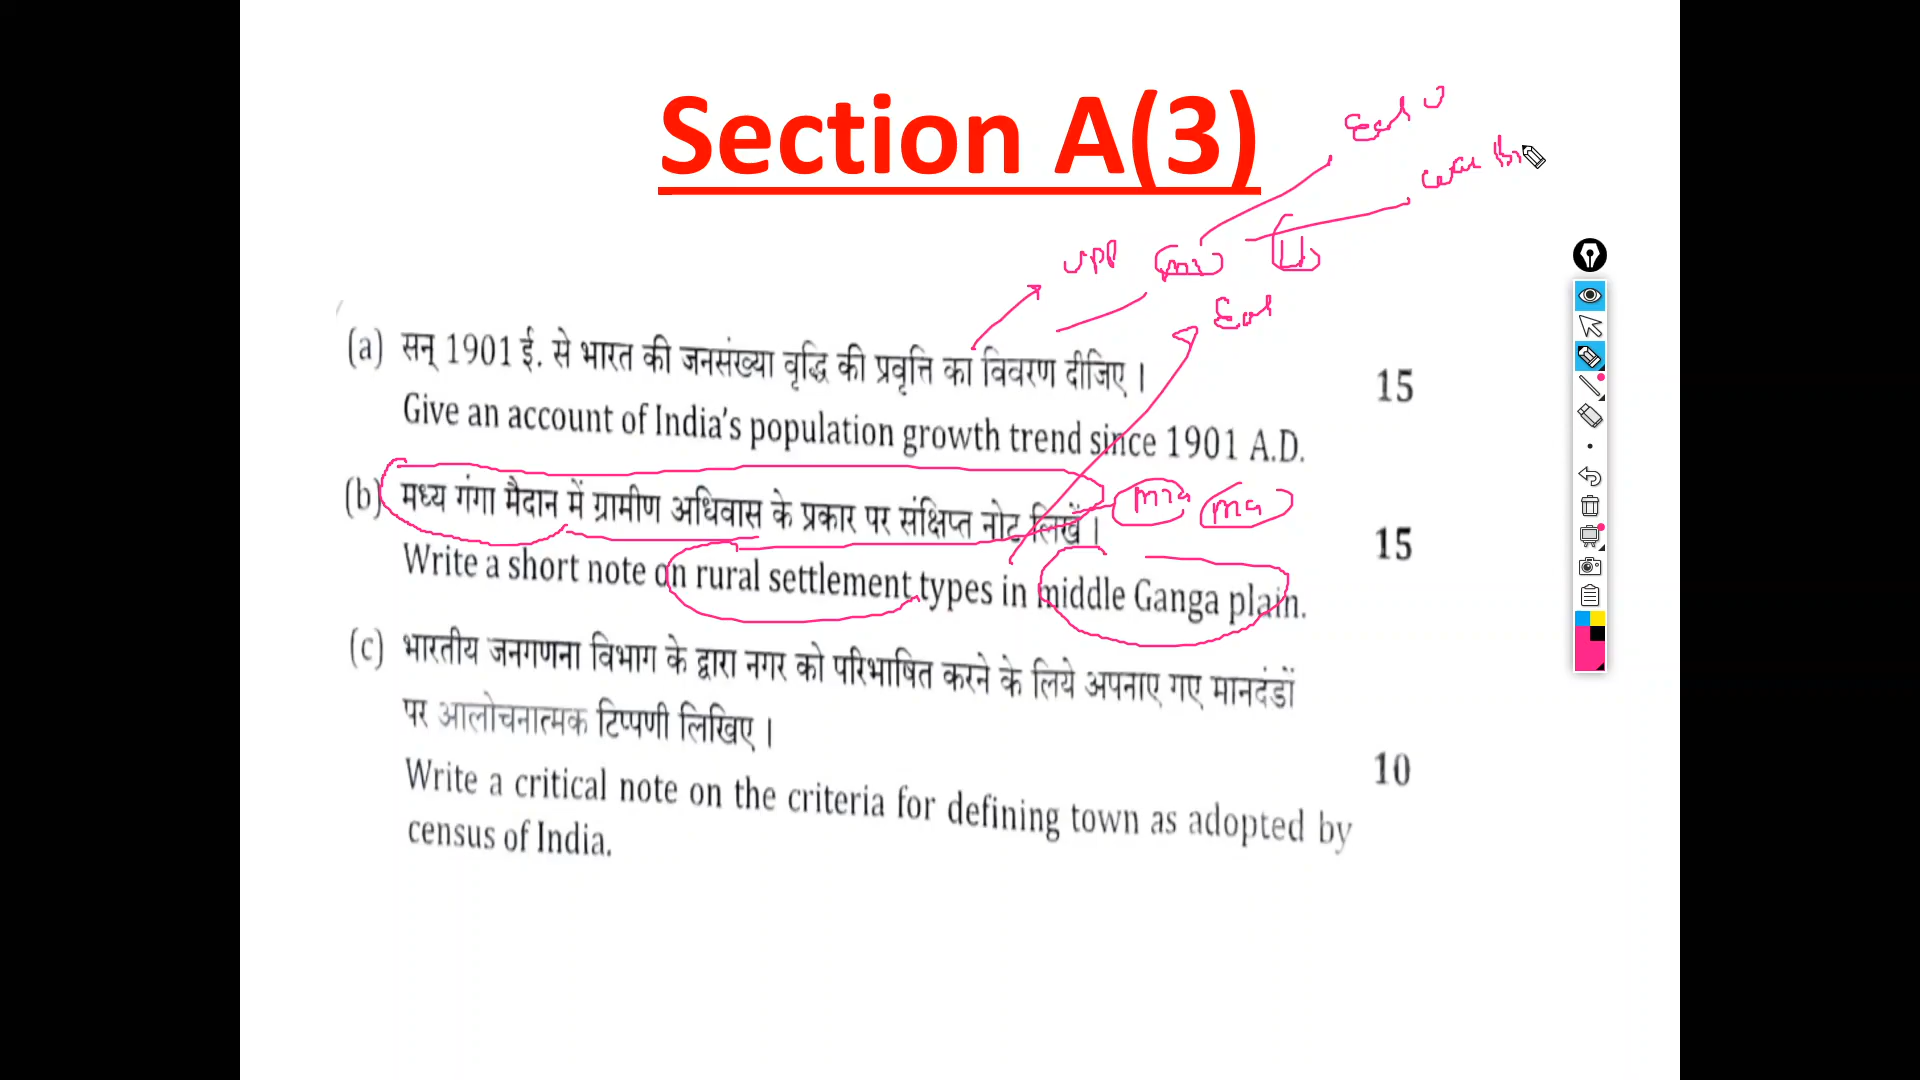 Section A(3)
(a) सन् 1901 ई. से भारत की जनसंख्या वृद्धि की प्रवृत्ति का विवरण दीजिए।
15
Give an account of India's population growth trend since 1901 A.D.
(b) मध्य गंगा मैदान में ग्रामीण अधिवास के प्रकार पर संक्षिप्त नोट लिखें।
15
Write a short note on rural settlement types in middle Ganga plain.
(c) भारतीय जनगणना विभाग के द्वारा नगर को परिभाषित करने के लिये अपनाए गए मानदंडों
पर आलोचनात्मक टिप्पणी लिखिए।
10
Write a critical note on the criteria for defining town as adopted by
census of India.